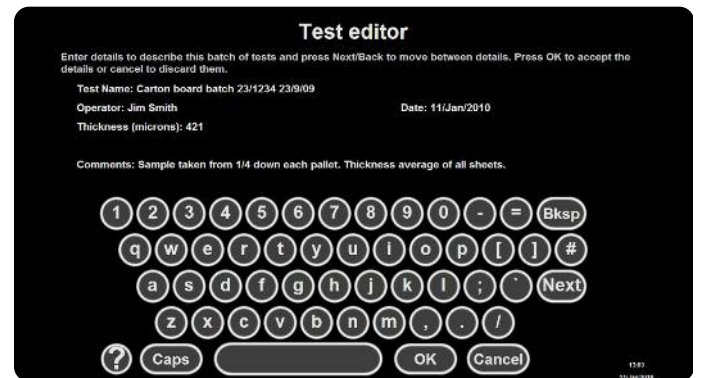 Test editor
Enter details to describe this batch of tests and press Next/Back to move between details. Press OK to accept the
details or cancel to discard them.
Test Name: Carton board batch 23/1234 23/9/09
Operator: Jim Smith Date: 11/Jan/2010
Thickness (microns): 421
Comments: Sample taken from 1/4 down each pallet. Thickness average of all sheets.
1 2 3 4 5 6 7 8 9 0 - = Bksp
q w e r t y u i o p [ ] #
a s d f g h j k l ; ` Next
z x c v b n m , . /
? Caps OK Cancel